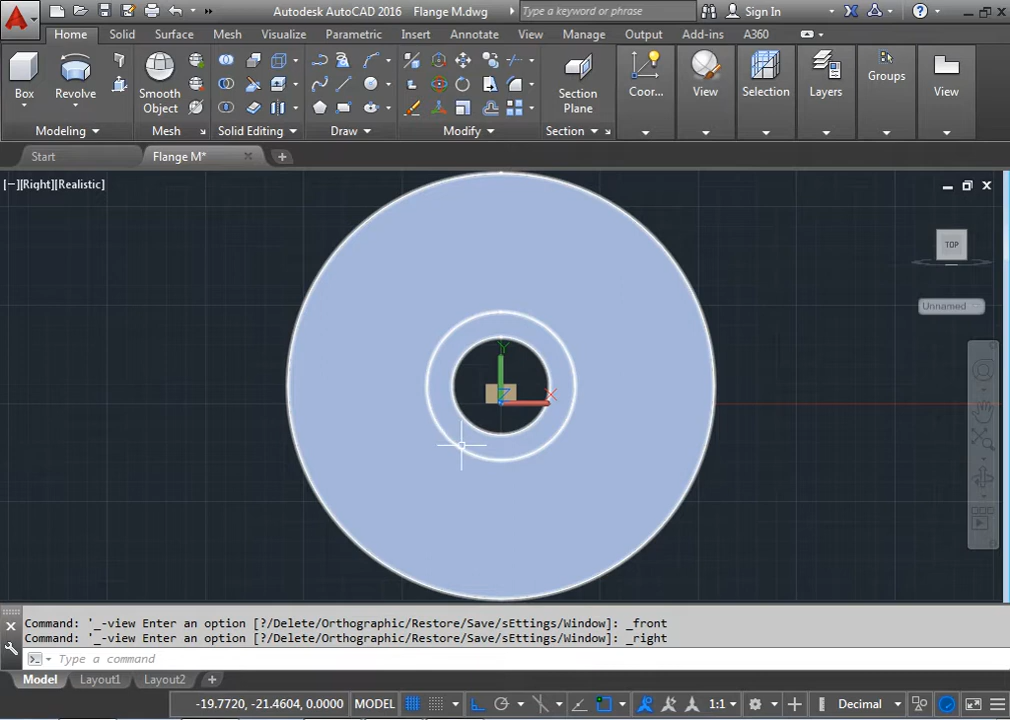 Autodesk AutoCAD 2016 Flange M.dwg Type a keyword or phrase Sign In
Home Solid Surface Mesh Visualize Parametric Insert Annotate View Manage Output Add-ins A360
Box Revolve Smooth Object Section Plane Coor... View Selection Layers Groups View
Modeling Mesh Solid Editing Draw Modify Section
Start Flange M*
[−][Right][Realistic]
TOP
Unnamed
Y
Z
X
Command: '_-view Enter an option [?/Delete/Orthographic/Restore/Save/sEttings/Window]: _front
Command: '_-view Enter an option [?/Delete/Orthographic/Restore/Save/sEttings/Window]: _right
Type a command
Model Layout1 Layout2
-19.7720, -21.4604, 0.0000 MODEL 1:1 Decimal